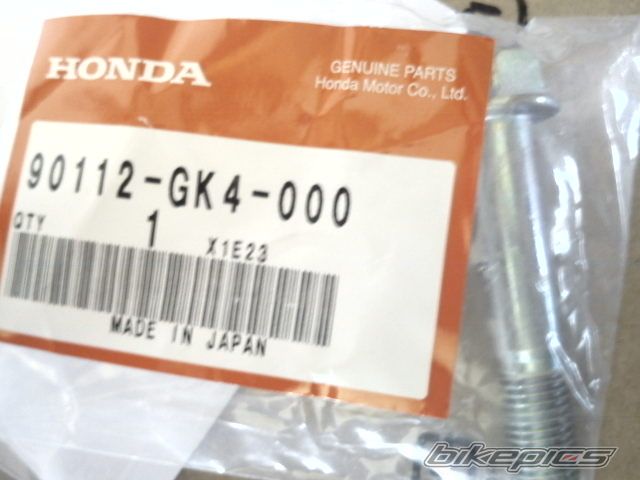 HONDA
GENUINE PARTS
Honda Motor Co., Ltd.
90112-GK4-000
QTY 1 X1E23
MADE IN JAPAN
bikepics